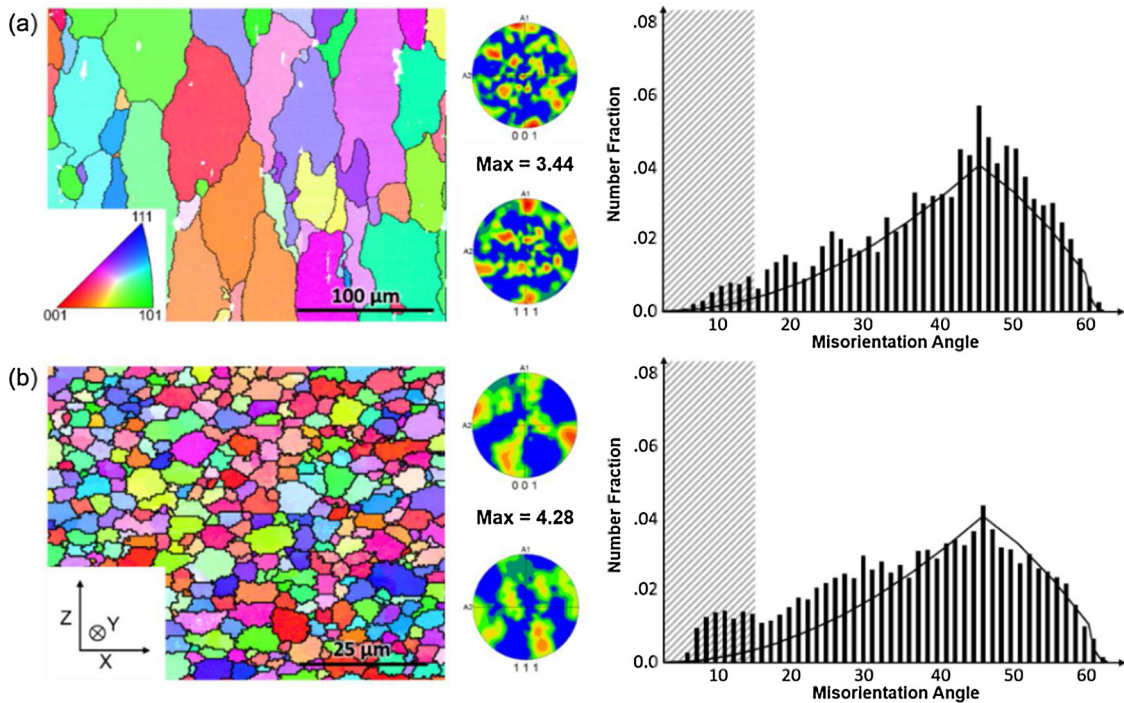 (a)
111
001
101
100 µm
A1
A2
0 0 1
Max = 3.44
A1
A2
1 1 1
Number Fraction
.08
.06
.04
.02
0.0
10 20 30 40 50 60
Misorientation Angle
(b)
Z
Y
X
25 µm
A1
A2
0 0 1
Max = 4.28
A1
A2
1 1 1
Number Fraction
.08
.06
.04
.02
0.0
10 20 30 40 50 60
Misorientation Angle